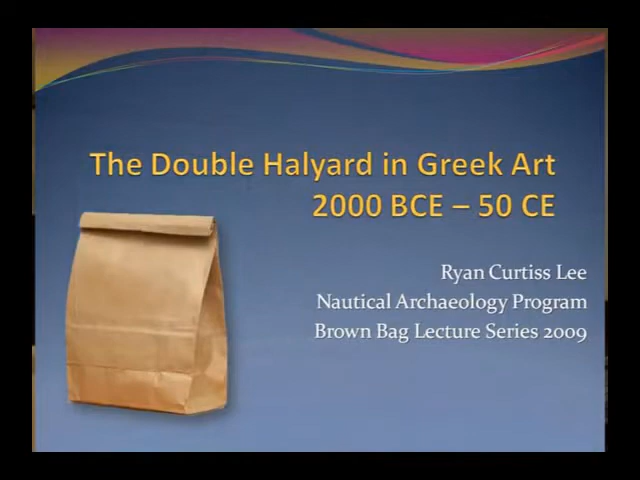 The Double Halyard in Greek Art
2000 BCE – 50 CE
Ryan Curtiss Lee
Nautical Archaeology Program
Brown Bag Lecture Series 2009